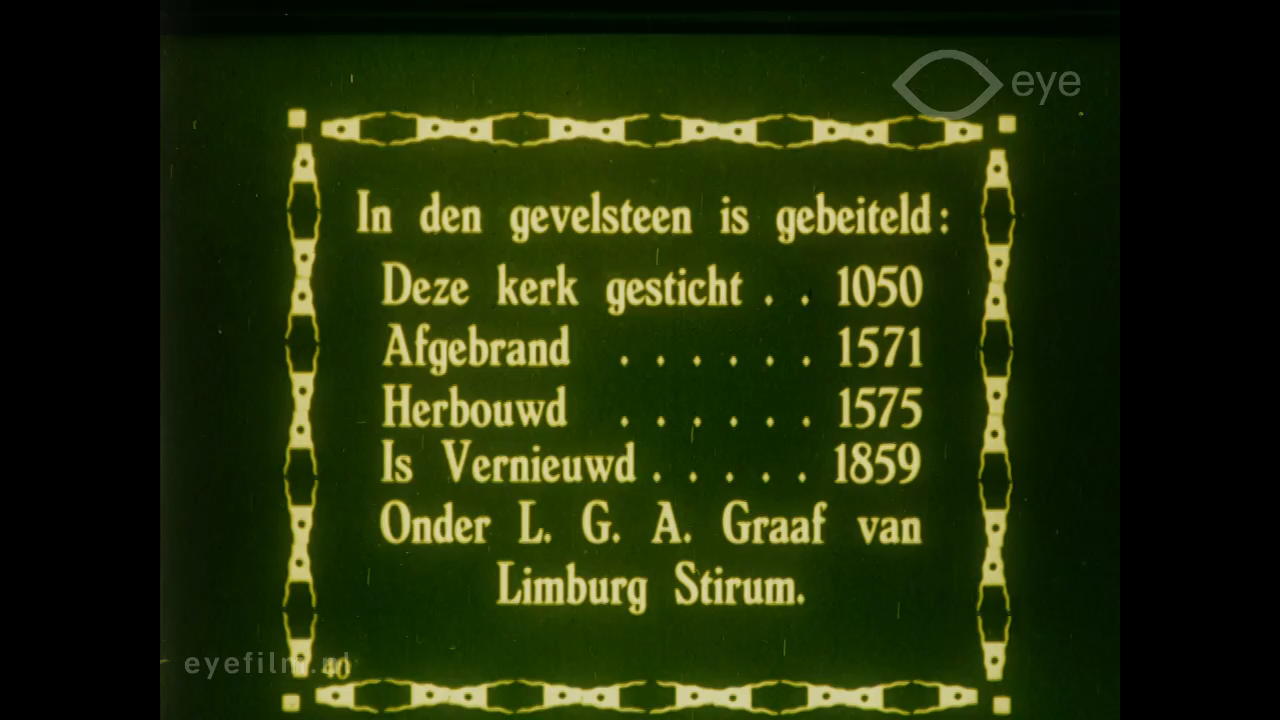 eye
In den gevelsteen is gebeiteld:
Deze kerk gesticht . . 1050
Afgebrand . . . . . . 1571
Herbouwd . . . . . . 1575
Is Vernieuwd . . . . . 1859
Onder L. G. A. Graaf van
Limburg Stirum.
eyefilm.nl
40